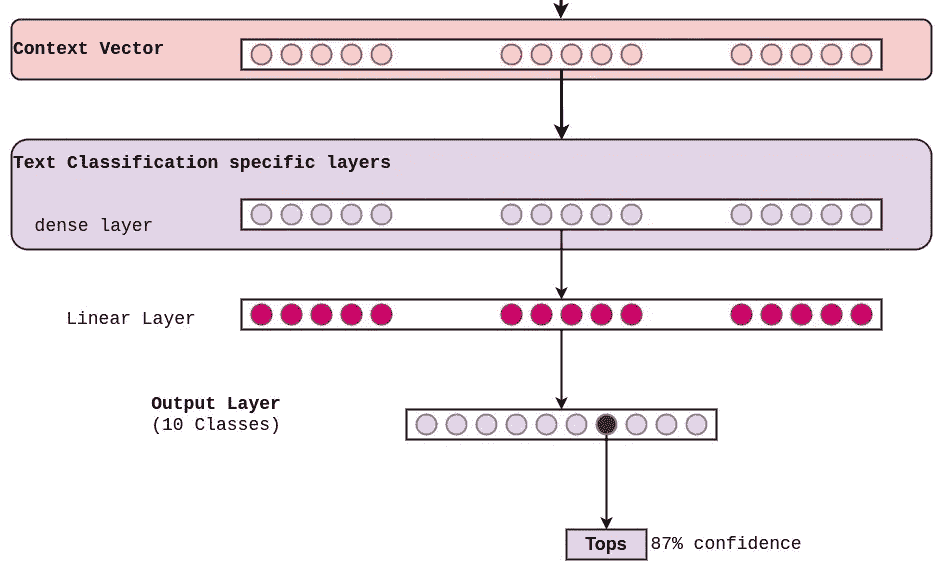 Context Vector
Text Classification specific layers
dense layer
Linear Layer
Output Layer
(10 Classes)
Tops 87% confidence